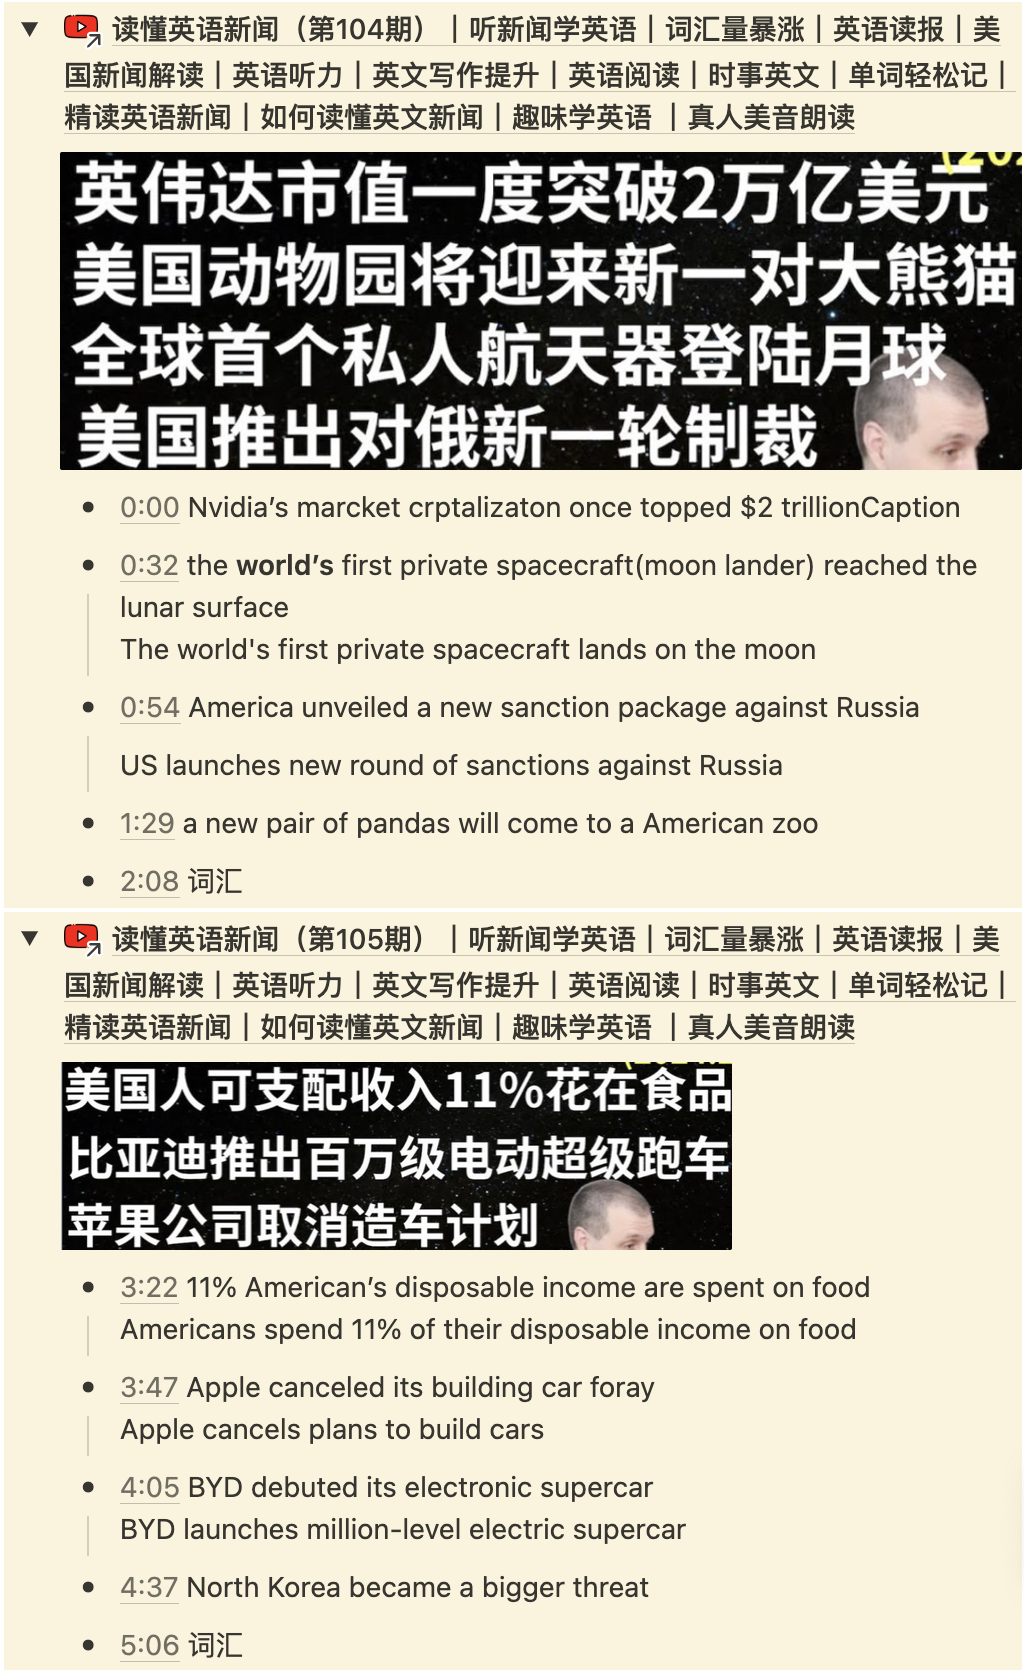 ▼ 读懂英语新闻（第104期）｜听新闻学英语｜词汇量暴涨｜英语读报｜美
国新闻解读｜英语听力｜英文写作提升｜英语阅读｜时事英文｜单词轻松记｜
精读英语新闻｜如何读懂英文新闻｜趣味学英语 ｜真人美音朗读
英伟达市值一度突破2万亿美元
美国动物园将迎来新一对大熊猫
全球首个私人航天器登陆月球
美国推出对俄新一轮制裁
• 0:00 Nvidia’s marcket crptalizaton once topped $2 trillionCaption
• 0:32 the world’s first private spacecraft(moon lander) reached the
lunar surface
The world's first private spacecraft lands on the moon
• 0:54 America unveiled a new sanction package against Russia
US launches new round of sanctions against Russia
• 1:29 a new pair of pandas will come to a American zoo
• 2:08 词汇
▼ 读懂英语新闻（第105期）｜听新闻学英语｜词汇量暴涨｜英语读报｜美
国新闻解读｜英语听力｜英文写作提升｜英语阅读｜时事英文｜单词轻松记｜
精读英语新闻｜如何读懂英文新闻｜趣味学英语 ｜真人美音朗读
美国人可支配收入11%花在食品
比亚迪推出百万级电动超级跑车
苹果公司取消造车计划
• 3:22 11% American’s disposable income are spent on food
Americans spend 11% of their disposable income on food
• 3:47 Apple canceled its building car foray
Apple cancels plans to build cars
• 4:05 BYD debuted its electronic supercar
BYD launches million-level electric supercar
• 4:37 North Korea became a bigger threat
• 5:06 词汇